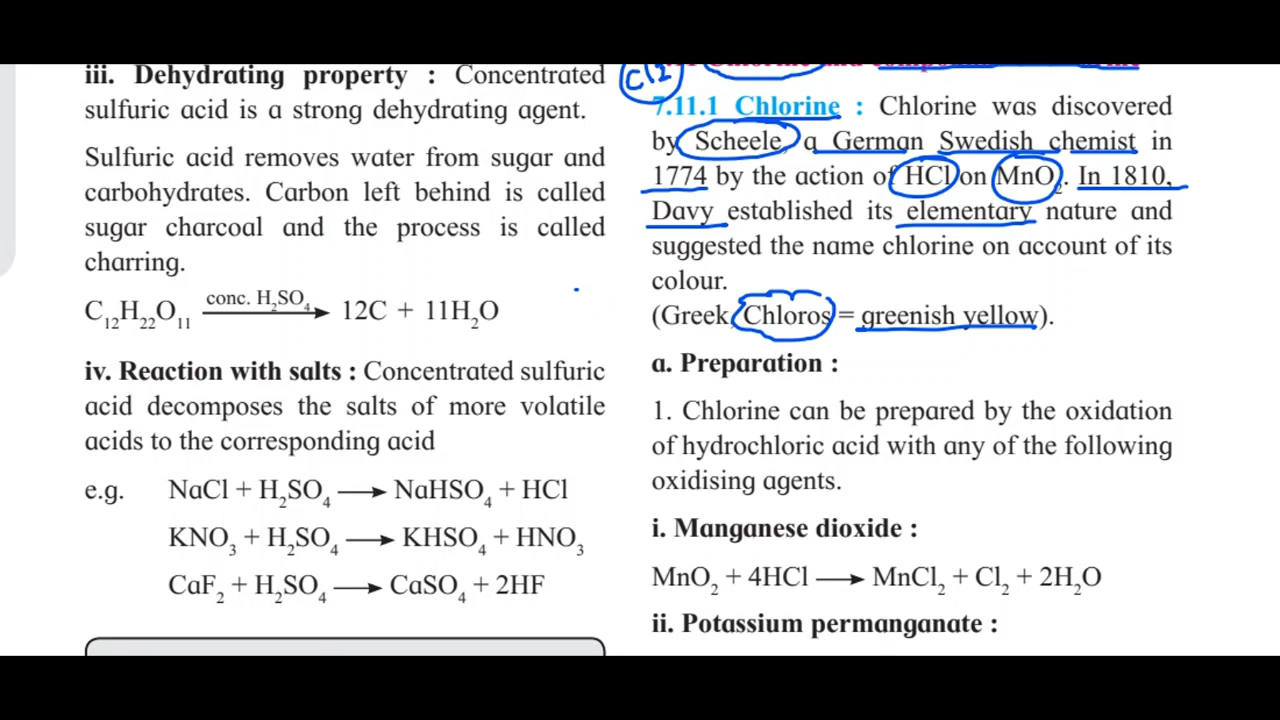 iii. Dehydrating property : Concentrated
sulfuric acid is a strong dehydrating agent.
Sulfuric acid removes water from sugar and
carbohydrates. Carbon left behind is called
sugar charcoal and the process is called
charring.
C₁₂H₂₂O₁₁ conc. H₂SO₄ ⟶ 12C + 11H₂O
iv. Reaction with salts : Concentrated sulfuric
acid decomposes the salts of more volatile
acids to the corresponding acid
e.g. NaCl + H₂SO₄ ⟶ NaHSO₄ + HCl
KNO₃ + H₂SO₄ ⟶ KHSO₄ + HNO₃
CaF₂ + H₂SO₄ ⟶ CaSO₄ + 2HF
Cl2
7.11.1 Chlorine : Chlorine was discovered
by Scheele, a German Swedish chemist in
1774 by the action of HCl on MnO₂. In 1810,
Davy established its elementary nature and
suggested the name chlorine on account of its
colour.
(Greek, Chloros = greenish yellow).
a. Preparation :
1. Chlorine can be prepared by the oxidation
of hydrochloric acid with any of the following
oxidising agents.
i. Manganese dioxide :
MnO₂ + 4HCl ⟶ MnCl₂ + Cl₂ + 2H₂O
ii. Potassium permanganate :